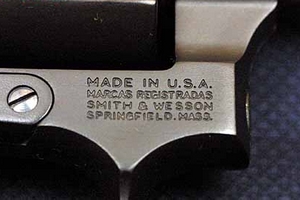 MADE IN U.S.A.
MARCAS REGISTRADAS
SMITH & WESSON
SPRINGFIELD. MASS.